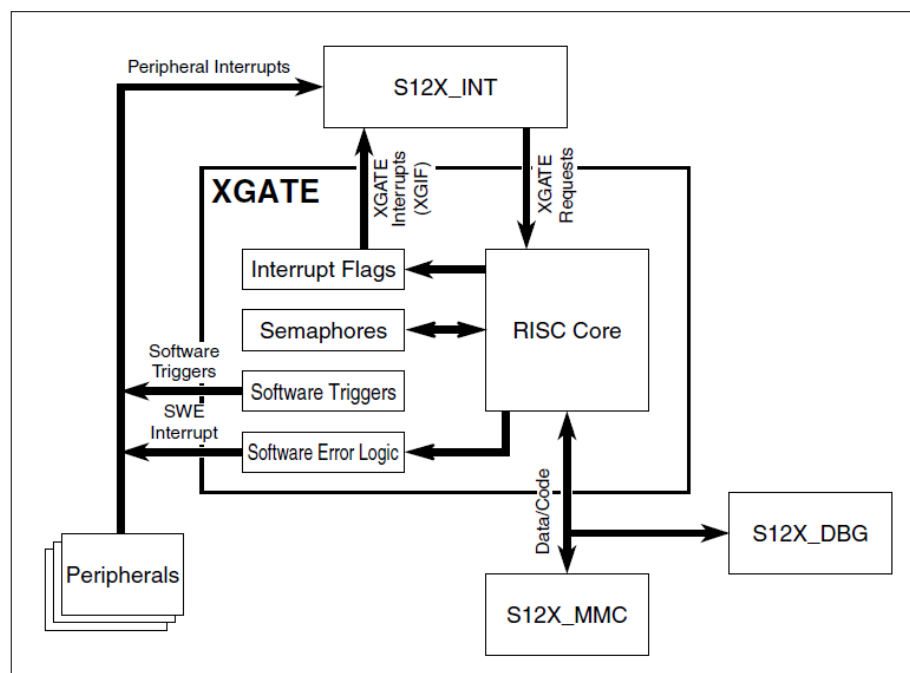 Peripheral Interrupts
S12X_INT
XGATE
XGATE
Interrupts
(XGIF)
XGATE
Requests
Interrupt Flags
Semaphores
RISC Core
Software
Triggers
Software Triggers
SWE
Interrupt
Software Error Logic
Data/Code
Peripherals
S12X_DBG
S12X_MMC